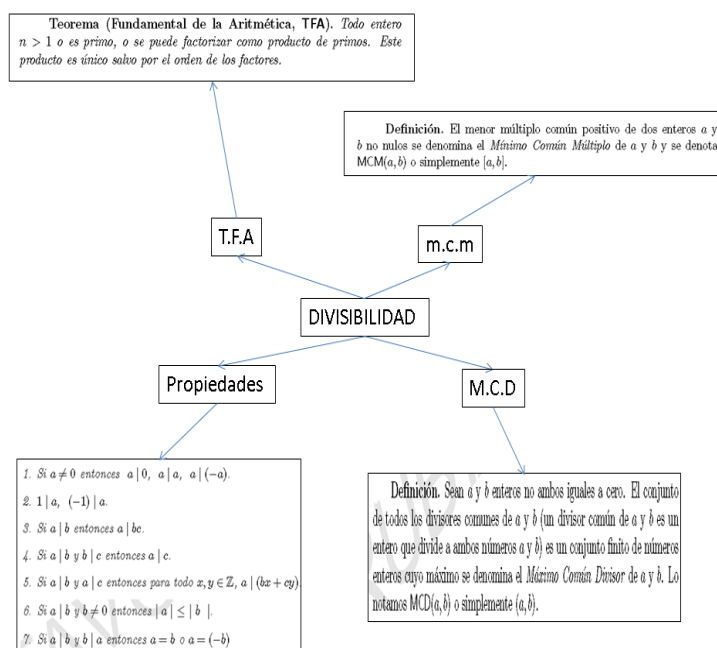 Teorema (Fundamental de la Aritmética, TFA). Todo entero
n > 1 o es primo, o se puede factorizar como producto de primos. Este
producto es único salvo por el orden de los factores.
Definición. El menor múltiplo común positivo de dos enteros a y
b no nulos se denomina el Mínimo Común Múltiplo de a y b y se denota
MCM(a, b) o simplemente [a, b].
T.F.A
m.c.m
DIVISIBILIDAD
Propiedades
M.C.D
1. Si a ≠ 0 entonces a | 0, a | a, a | (−a).
2. 1 | a, (−1) | a.
3. Si a | b entonces a | bc.
4. Si a | b y b | c entonces a | c.
5. Si a | b y a | c entonces para todo x, y ∈ ℤ, a | (bx + cy)
6. Si a | b y b ≠ 0 entonces | a | ≤ | b |.
7. Si a | b y b | a entonces a = b o a = (−b)
Definición. Sean a y b enteros no ambos iguales a cero. El conjunto
de todos los divisores comunes de a y b (un divisor común de a y b es un
entero que divide a ambos números a y b) es un conjunto finito de números
enteros cuyo máximo se denomina el Máximo Común Divisor de a y b. Lo
notamos MCD(a, b) o simplemente (a, b).